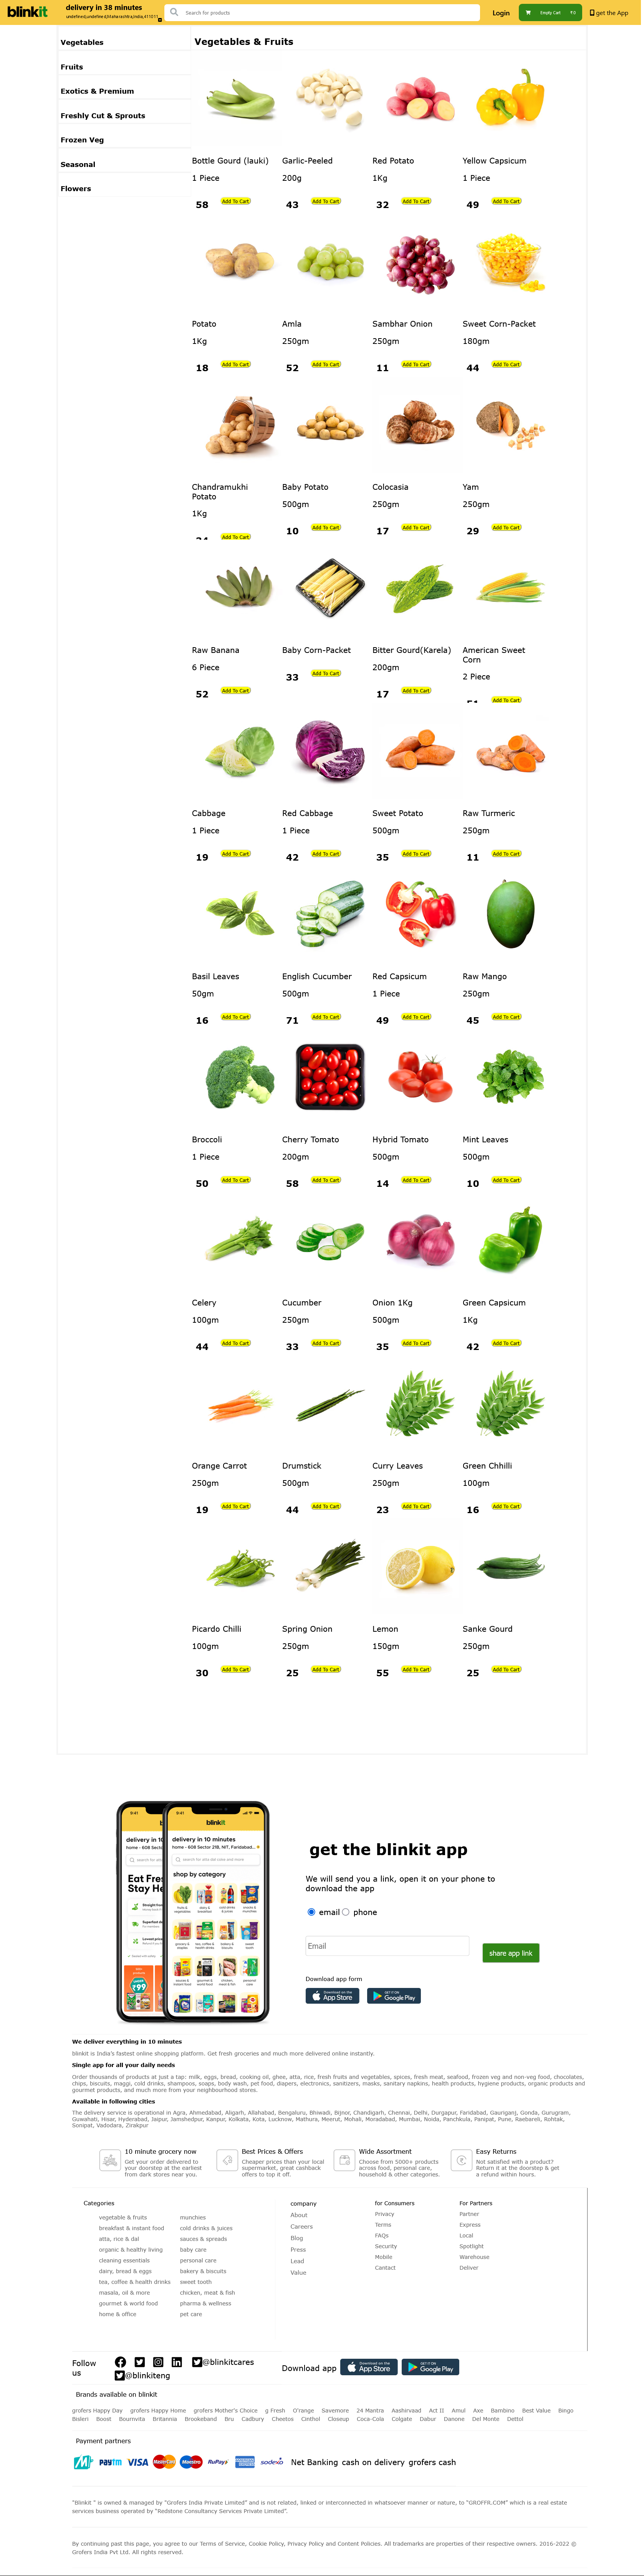 blinkit
delivery in 38 minutes
undefined,undefined,Maharashtra,India,411011
Search for products
Login
Empty Cart ₹0
get the App
Vegetables
Fruits
Exotics & Premium
Freshly Cut & Sprouts
Frozen Veg
Seasonal
Flowers
Vegetables & Fruits
Bottle Gourd (lauki)
1 Piece
58 Add To Cart
Garlic-Peeled
200g
43 Add To Cart
Red Potato
1Kg
32 Add To Cart
Yellow Capsicum
1 Piece
49 Add To Cart
Potato
1Kg
18 Add To Cart
Amla
250gm
52 Add To Cart
Sambhar Onion
250gm
11 Add To Cart
Sweet Corn-Packet
180gm
44 Add To Cart
Chandramukhi
Potato
1Kg
Add To Cart
Baby Potato
500gm
10 Add To Cart
Colocasia
250gm
17 Add To Cart
Yam
250gm
29 Add To Cart
Raw Banana
6 Piece
52 Add To Cart
Baby Corn-Packet
33 Add To Cart
Bitter Gourd(Karela)
200gm
17 Add To Cart
American Sweet
Corn
2 Piece
Add To Cart
Cabbage
1 Piece
19 Add To Cart
Red Cabbage
1 Piece
42 Add To Cart
Sweet Potato
500gm
35 Add To Cart
Raw Turmeric
250gm
11 Add To Cart
Basil Leaves
50gm
16 Add To Cart
English Cucumber
500gm
71 Add To Cart
Red Capsicum
1 Piece
49 Add To Cart
Raw Mango
250gm
45 Add To Cart
Broccoli
1 Piece
50 Add To Cart
Cherry Tomato
200gm
58 Add To Cart
Hybrid Tomato
500gm
14 Add To Cart
Mint Leaves
500gm
10 Add To Cart
Celery
100gm
44 Add To Cart
Cucumber
250gm
33 Add To Cart
Onion 1Kg
500gm
35 Add To Cart
Green Capsicum
1Kg
42 Add To Cart
Orange Carrot
250gm
19 Add To Cart
Drumstick
500gm
44 Add To Cart
Curry Leaves
250gm
23 Add To Cart
Green Chhilli
100gm
16 Add To Cart
Picardo Chilli
100gm
30 Add To Cart
Spring Onion
250gm
25 Add To Cart
Lemon
150gm
55 Add To Cart
Sanke Gourd
250gm
25 Add To Cart
9:41
9:41
blinkit
delivery in 10 minutes
home - 608 Sector 218, NIT, Faridabad...
shop by category
get the blinkit app
We will send you a link, open it on your phone to
download the app
email phone
Email
share app link
Download app form
Download on the App Store
GET IT ON Google Play
We deliver everything in 10 minutes
blinkit is India's fastest online shopping platform. Get fresh groceries and much more delivered online instantly.
Single app for all your daily needs
Order thousands of products at just a tap: milk, eggs, bread, cooking oil, ghee, atta, rice, fresh fruits and vegetables, spices, fresh meat, seafood, frozen veg and non-veg food, chocolates,
chips, biscuits, maggi, cold drinks, shampoos, soaps, body wash, pet food, diapers, electronics, sanitizers, masks, sanitary napkins, health products, hygiene products, organic products and
gourmet products, and much more from your neighbourhood stores.
Available in following cities
The delivery service is operational in Agra, Ahmedabad, Aligarh, Allahabad, Bengaluru, Bhiwadi, Bijnor, Chandigarh, Chennai, Delhi, Durgapur, Faridabad, Gaurigunj, Gonda, Gurugram,
Guwahati, Hisar, Hyderabad, Jaipur, Jamshedpur, Kanpur, Kolkata, Kota, Lucknow, Mathura, Meerut, Mohali, Moradabad, Mumbai, Noida, Panchkula, Panipat, Pune, Raebareli, Rohtak,
Sonipat, Vadodara, Zirakpur
10 minute grocery now
Get your order delivered to
your doorstep at the earliest
from dark stores near you.
Best Prices & Offers
Cheaper prices than your local
supermarket, great cashback
offers to top it off.
Wide Assortment
Choose from 5000+ products
across food, personal care,
household & other categories.
Easy Returns
Not satisfied with a product?
Return it at the doorstep & get
a refund within hours.
Categories
vegetable & fruits
breakfast & instant food
atta, rice & dal
organic & healthy living
cleaning essentials
dairy, bread & eggs
tea, coffee & health drinks
masala, oil & more
gourmet & world food
home & office
munchies
cold drinks & juices
sauces & spreads
baby care
personal care
bakery & biscuits
sweet tooth
chicken, meat & fish
pharma & wellness
pet care
company
About
Careers
Blog
Press
Lead
Value
for Consumers
Privacy
Terms
FAQs
Security
Mobile
Contact
For Partners
Partner
Express
Local
Spotlight
Warehouse
Deliver
Follow
us
@blinkitcares
@blinkiteng
Download app
Download on the App Store
GET IT ON Google Play
Brands available on blinkit
grofers Happy Day grofers Happy Home grofers Mother's Choice g Fresh O'range Savemore 24 Mantra Aashirvaad Act II Amul Axe Bambino Best Value Bingo
Bisleri Boost Bournvita Britannia Brookeband Bru Cadbury Cheetos Cinthol Closeup Coca-Cola Colgate Dabur Danone Del Monte Dettol
Payment partners
paytm VISA MasterCard Maestro RuPay sodexo Net Banking cash on delivery grofers cash
"Blinkit " is owned & managed by "Grofers India Private Limited" and is not related, linked or interconnected in whatsoever manner or nature, to "GROFFR.COM" which is a real estate
services business operated by "Redstone Consultancy Services Private Limited".
By continuing past this page, you agree to our Terms of Service, Cookie Policy, Privacy Policy and Content Policies. All trademarks are properties of their respective owners. 2016-2022 ©
Grofers India Pvt Ltd. All rights reserved.